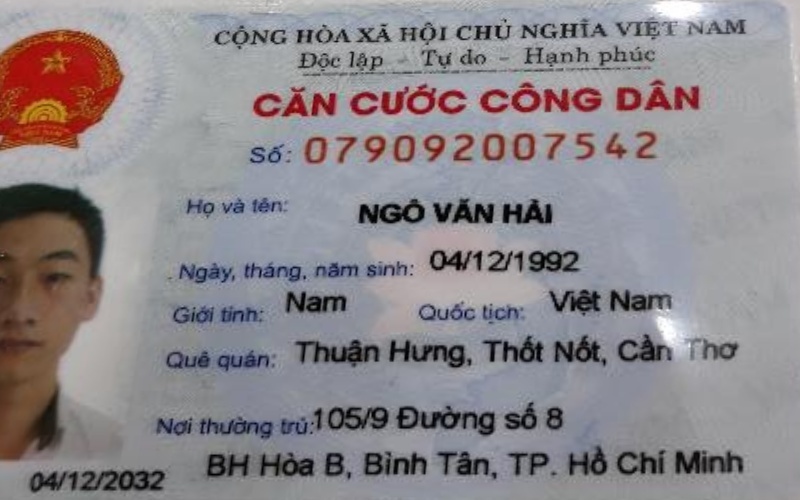 CỘNG HÒA XÃ HỘI CHỦ NGHĨA VIỆT NAM
Độc lập - Tự do - Hạnh phúc
CĂN CƯỚC CÔNG DÂN
Số: 079092007542
Họ và tên: NGÔ VĂN HẢI
Ngày, tháng, năm sinh: 04/12/1992
Giới tính: Nam Quốc tịch: Việt Nam
Quê quán: Thuận Hưng, Thốt Nốt, Cần Thơ
Nơi thường trú: 105/9 Đường số 8
BH Hòa B, Bình Tân, TP. Hồ Chí Minh
04/12/2032